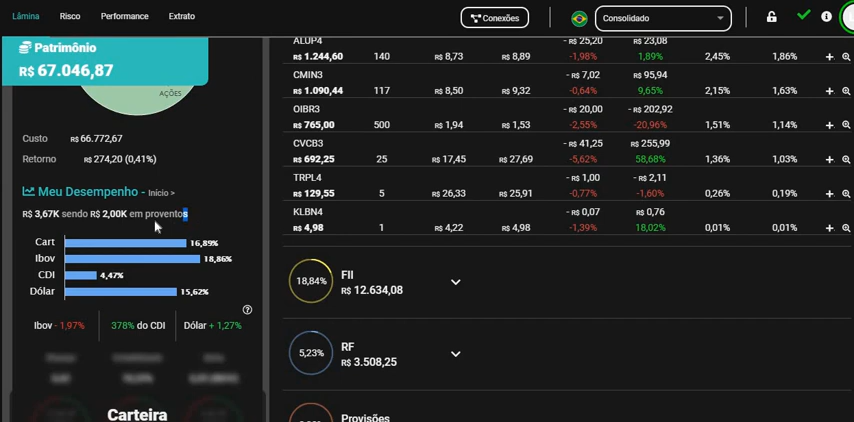 Lâmina Risco Performance Extrato Conexões Consolidado
Patrimônio
R$ 67.046,87
AÇÕES
Custo R$ 66.772,67
Retorno R$ 274,20 (0,41%)
Meu Desempenho - Início >
R$ 3,67K sendo R$ 2,00K em proventos
Cart 16,89%
Ibov 18,86%
CDI 4,47%
Dólar 15,62%
Ibov - 1,97% 378% do CDI Dólar + 1,27%
Carteira
ALUP4 - R$ 25,20 R$ 23,08
R$ 1.244,60 140 R$ 8,73 R$ 8,89 -1,98% 1,89% 2,45% 1,86%
CMIN3 - R$ 7,02 R$ 95,94
R$ 1.090,44 117 R$ 8,50 R$ 9,32 -0,64% 9,65% 2,15% 1,63%
OIBR3 - R$ 20,00 - R$ 202,92
R$ 765,00 500 R$ 1,94 R$ 1,53 -2,55% -20,96% 1,51% 1,14%
CVCB3 - R$ 41,25 R$ 255,99
R$ 692,25 25 R$ 17,45 R$ 27,69 -5,62% 58,68% 1,36% 1,03%
TRPL4 - R$ 1,00 - R$ 2,11
R$ 129,55 5 R$ 26,33 R$ 25,91 -0,77% -1,60% 0,26% 0,19%
KLBN4 - R$ 0,07 R$ 0,76
R$ 4,98 1 R$ 4,22 R$ 4,98 -1,39% 18,02% 0,01% 0,01%
18,84% FII
R$ 12.634,08
5,23% RF
R$ 3.508,25
Provisões